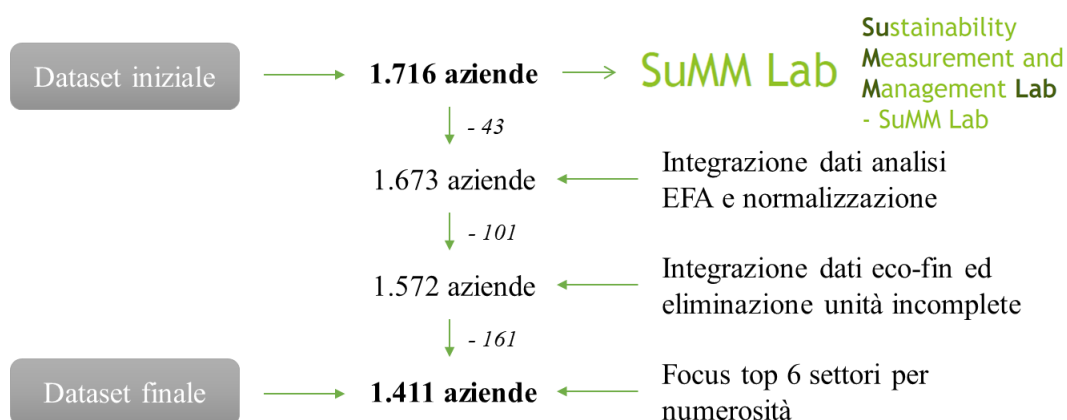 Dataset iniziale
1.716 aziende
SuMM Lab
Sustainability
Measurement and
Management Lab
- SuMM Lab
- 43
1.673 aziende
Integrazione dati analisi
EFA e normalizzazione
- 101
1.572 aziende
Integrazione dati eco-fin ed
eliminazione unità incomplete
- 161
Dataset finale
1.411 aziende
Focus top 6 settori per
numerosità